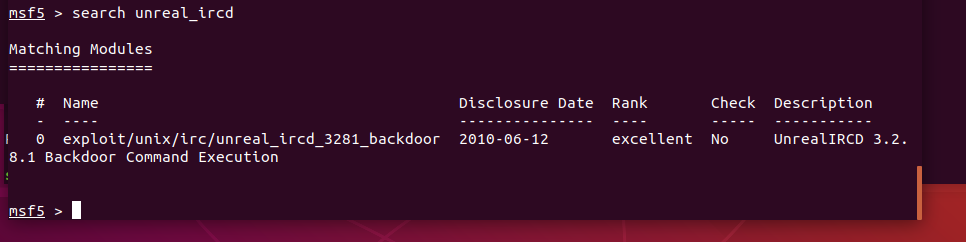 msf5 > search unreal_ircd
Matching Modules
================
# Name Disclosure Date Rank Check Description
- ---- --------------- ---- ----- -----------
0 exploit/unix/irc/unreal_ircd_3281_backdoor 2010-06-12 excellent No UnrealIRCD 3.2.
8.1 Backdoor Command Execution
msf5 >